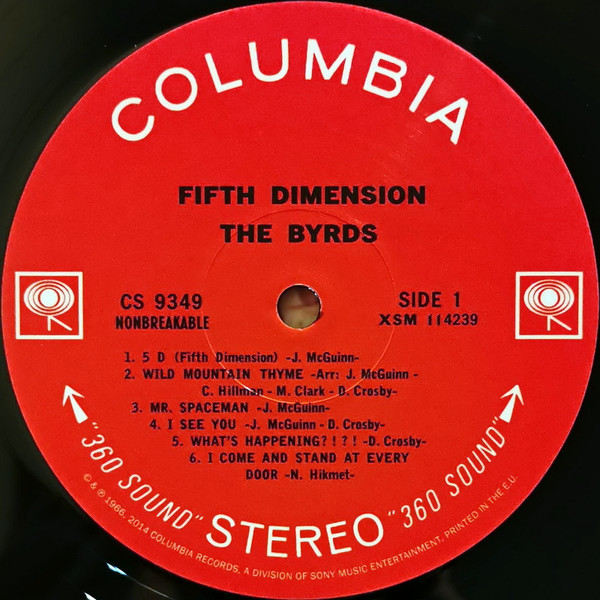 COLUMBIA
FIFTH DIMENSION
THE BYRDS
CS 9349
NONBREAKABLE
SIDE 1
XSM 114239
1. 5 D (Fifth Dimension) -J. McGuinn-
2. WILD MOUNTAIN THYME -Arr: J. McGuinn -
C. Hillman - M. Clark - D. Crosby-
3. MR. SPACEMAN -J. McGuinn-
4. I SEE YOU -J. McGuinn - D. Crosby-
5. WHAT'S HAPPENING?!?! -D. Crosby-
6. I COME AND STAND AT EVERY
DOOR -N. Hikmet-
"360 SOUND" STEREO "360 SOUND"
© & ℗ 1966, 2014 COLUMBIA RECORDS, A DIVISION OF SONY MUSIC ENTERTAINMENT, PRINTED IN THE E.U.